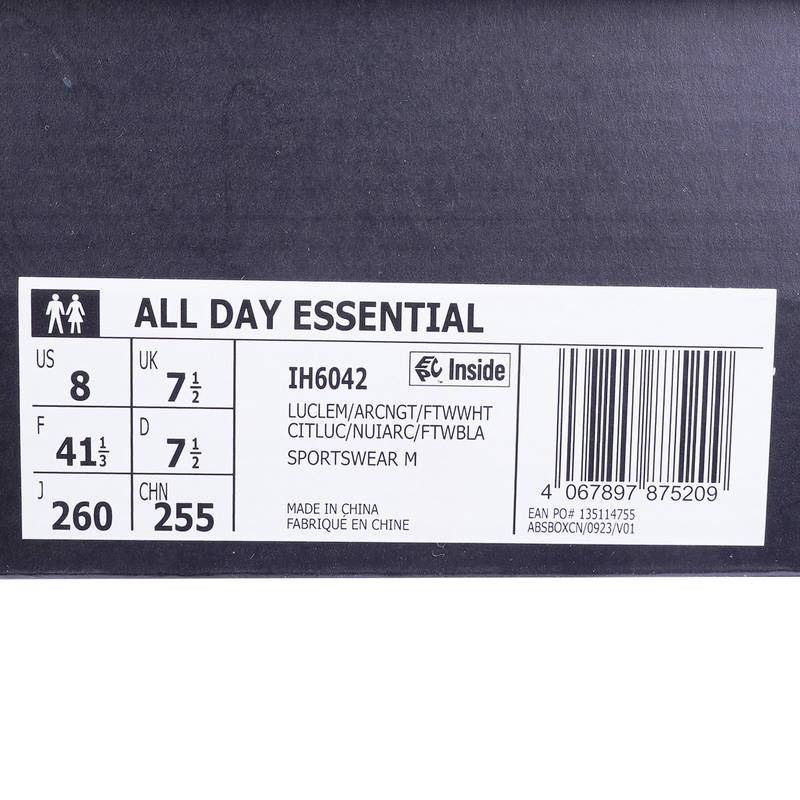 ALL DAY ESSENTIAL
US 8 UK 7 1/2
F 41 1/3 D 7 1/2
J 260 CHN 255
IH6042 EPC Inside
LUCLEM/ARCNGT/FTWWHT
CITLUC/NUIARC/FTWBLA
SPORTSWEAR M
MADE IN CHINA
FABRIQUÉ EN CHINE
4 067897 875209
EAN PO# 135114755
ABSBOXCN/0923/V01